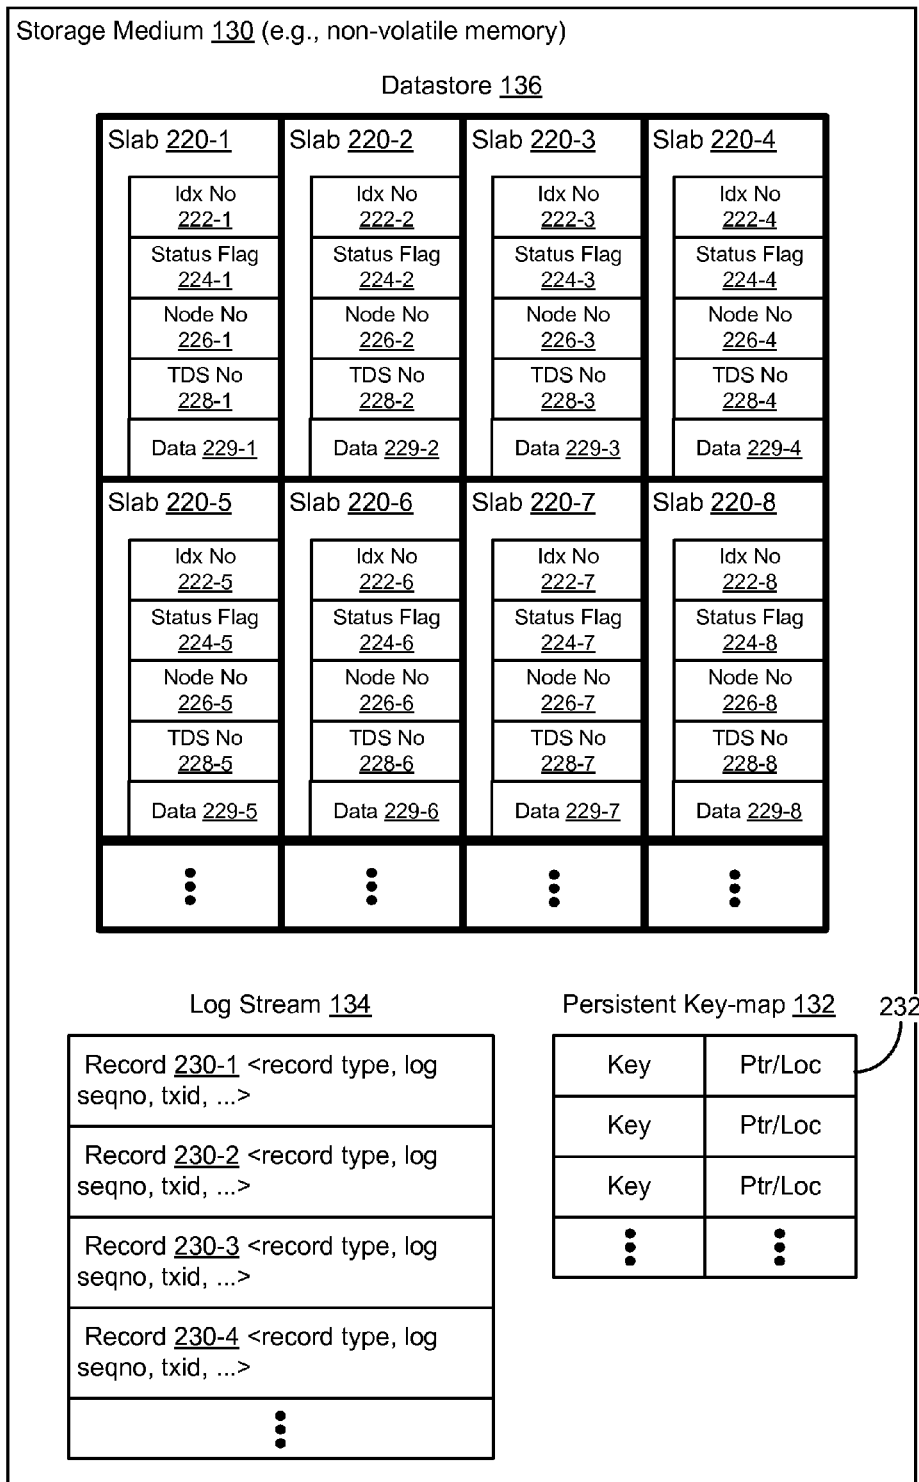 Storage Medium 130 (e.g., non-volatile memory)
Datastore 136
Slab 220-1
Idx No
222-1
Status Flag
224-1
Node No
226-1
TDS No
228-1
Data 229-1
Slab 220-2
Idx No
222-2
Status Flag
224-2
Node No
226-2
TDS No
228-2
Data 229-2
Slab 220-3
Idx No
222-3
Status Flag
224-3
Node No
226-3
TDS No
228-3
Data 229-3
Slab 220-4
Idx No
222-4
Status Flag
224-4
Node No
226-4
TDS No
228-4
Data 229-4
Slab 220-5
Idx No
222-5
Status Flag
224-5
Node No
226-5
TDS No
228-5
Data 229-5
Slab 220-6
Idx No
222-6
Status Flag
224-6
Node No
226-6
TDS No
228-6
Data 229-6
Slab 220-7
Idx No
222-7
Status Flag
224-7
Node No
226-7
TDS No
228-7
Data 229-7
Slab 220-8
Idx No
222-8
Status Flag
224-8
Node No
226-8
TDS No
228-8
Data 229-8
Log Stream 134
Record 230-1 <record type, log
seqno, txid, ...>
Record 230-2 <record type, log
seqno, txid, ...>
Record 230-3 <record type, log
seqno, txid, ...>
Record 230-4 <record type, log
seqno, txid, ...>
Persistent Key-map 132
232
Key Ptr/Loc
Key Ptr/Loc
Key Ptr/Loc